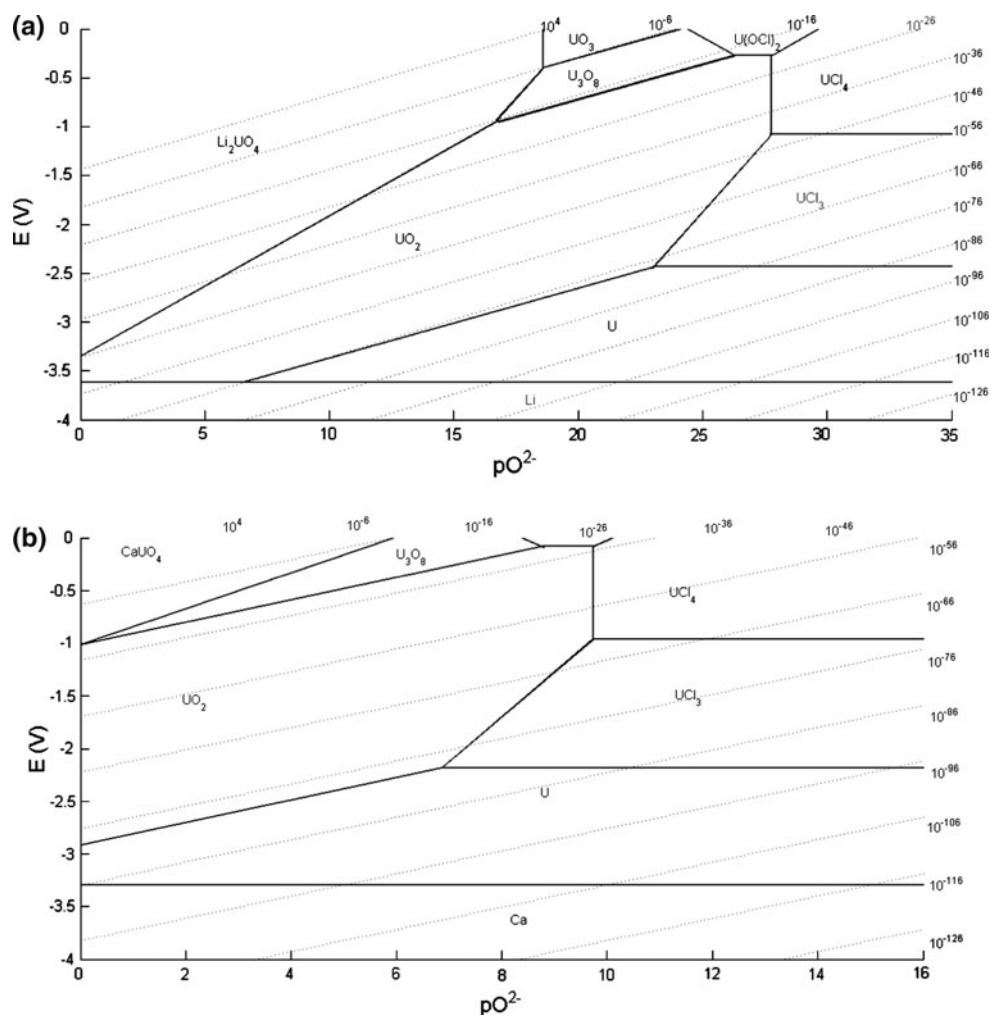 (a)
10⁴ 10⁻⁶ 10⁻¹⁶ 10⁻²⁶
UO₃ U(OCl)₂
U₃O₈ UCl₄
Li₂UO₄
UCl₃
UO₂
U
Li
10⁻³⁶
10⁻⁴⁶
10⁻⁵⁶
10⁻⁶⁶
10⁻⁷⁶
10⁻⁸⁶
10⁻⁹⁶
10⁻¹⁰⁶
10⁻¹¹⁶
10⁻¹²⁶
E (V)
0
-0.5
-1
-1.5
-2
-2.5
-3
-3.5
-4
0 5 10 15 20 25 30 35
pO²⁻
(b)
10⁴ 10⁻⁶ 10⁻¹⁶ 10⁻²⁶ 10⁻³⁶ 10⁻⁴⁶
CaUO₄ U₃O₈
UCl₄
UO₂ UCl₃
U
Ca
10⁻⁵⁶
10⁻⁶⁶
10⁻⁷⁶
10⁻⁸⁶
10⁻⁹⁶
10⁻¹⁰⁶
10⁻¹¹⁶
10⁻¹²⁶
E (V)
0
-0.5
-1
-1.5
-2
-2.5
-3
-3.5
-4
0 2 4 6 8 10 12 14 16
pO²⁻